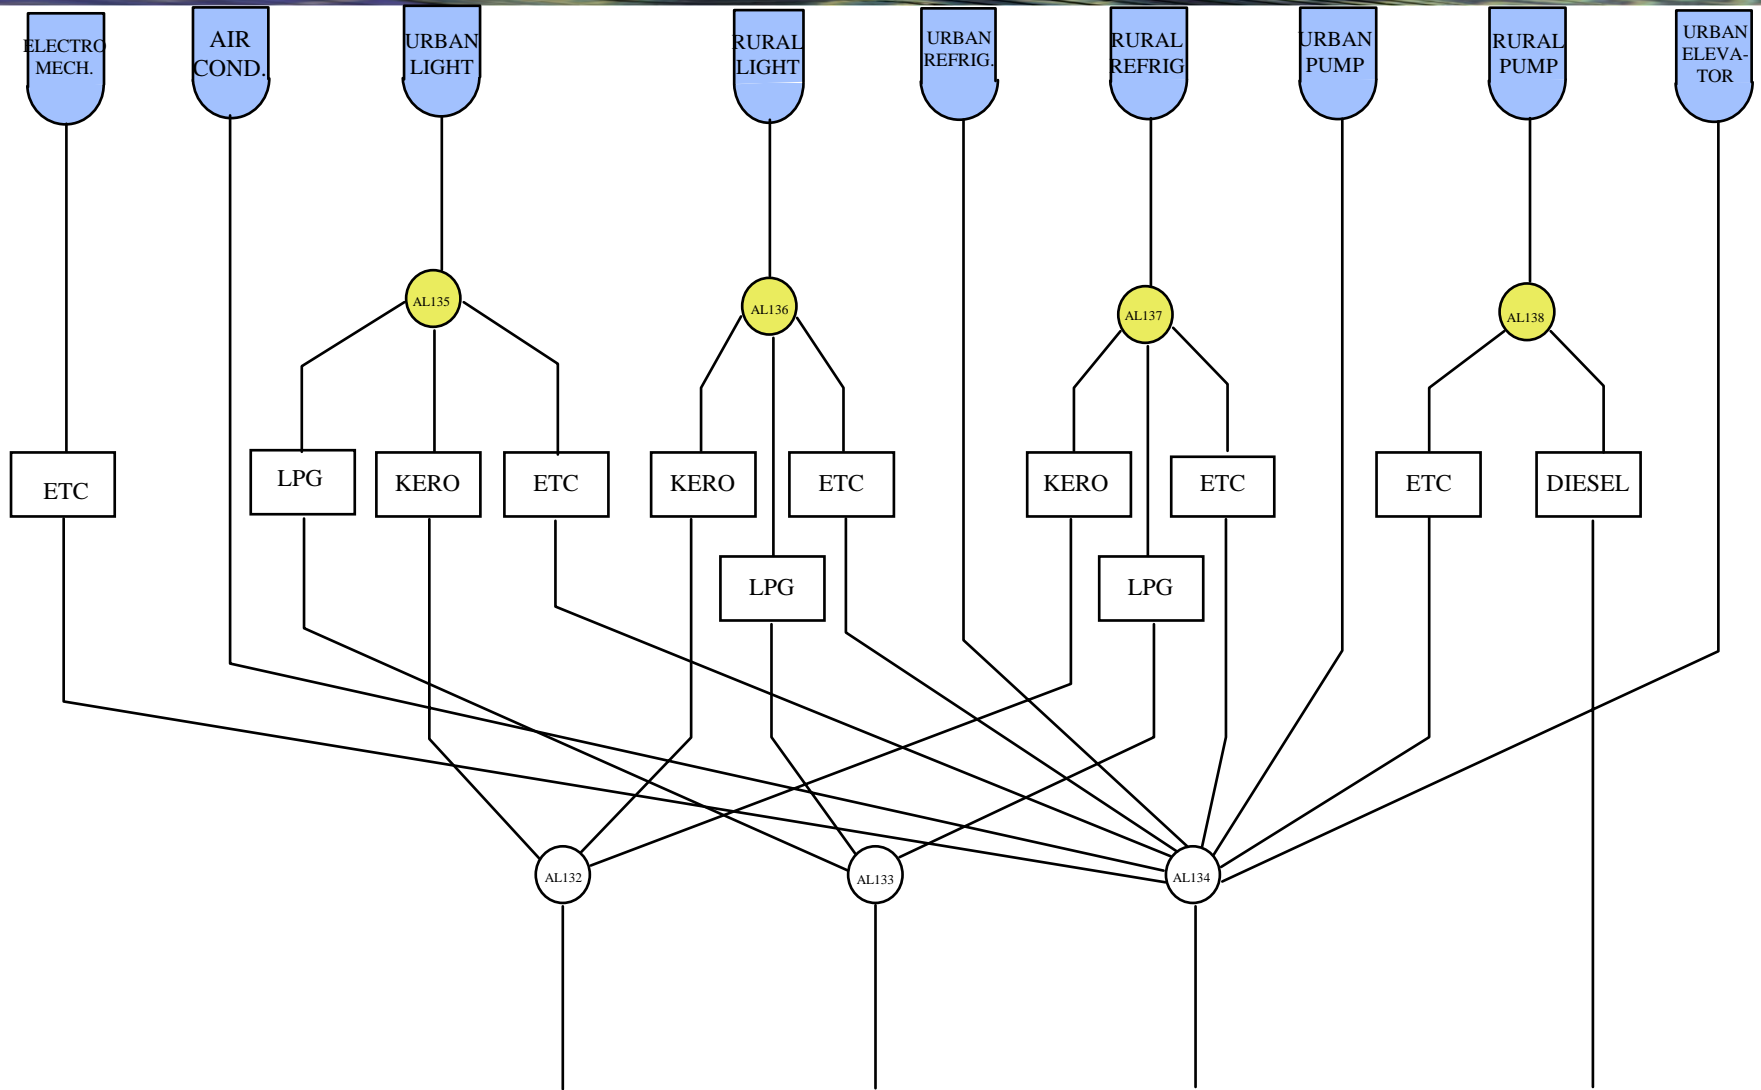 ELECTRO
MECH.
AIR
COND.
URBAN
LIGHT
RURAL
LIGHT
URBAN
REFRIG.
RURAL
REFRIG
URBAN
PUMP
RURAL
PUMP
URBAN
ELEVA-
TOR
AL135
AL136
AL137
AL138
ETC
LPG
KERO
ETC
KERO
ETC
KERO
ETC
ETC
DIESEL
LPG
LPG
AL132
AL133
AL134